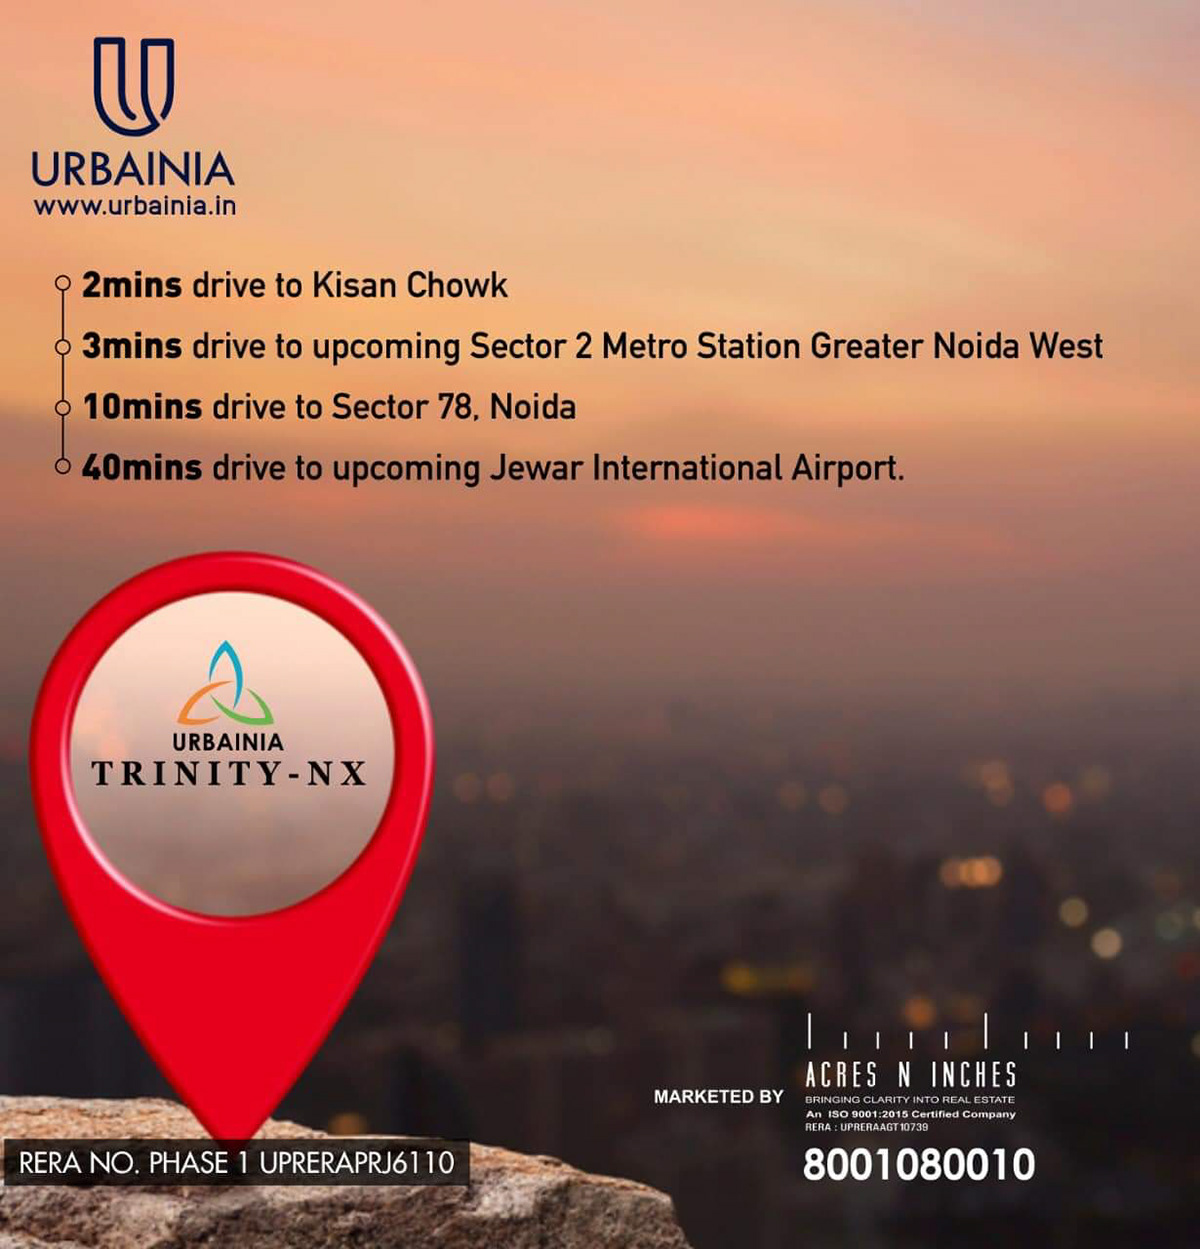 URBAINIA
www.urbainia.in
2mins drive to Kisan Chowk
3mins drive to upcoming Sector 2 Metro Station Greater Noida West
10mins drive to Sector 78, Noida
40mins drive to upcoming Jewar International Airport.
URBAINIA
TRINITY-NX
MARKETED BY
ACRES N INCHES
BRINGING CLARITY INTO REAL ESTATE
An ISO 9001:2015 Certified Company
RERA : UPRERAAGT10739
8001080010
RERA NO. PHASE 1 UPRERAPRJ6110